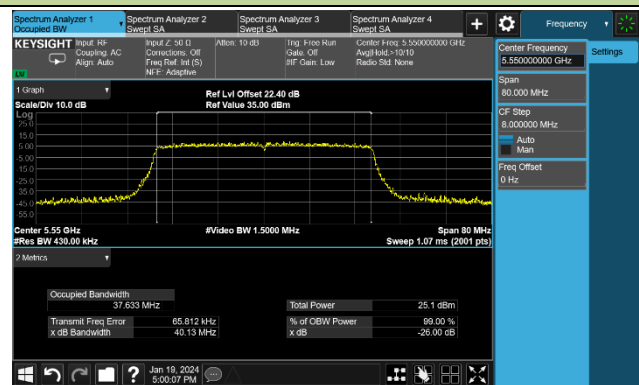 Spectrum Analyzer 1
Occupied BW
Spectrum Analyzer 2
Swept SA
Spectrum Analyzer 3
Swept SA
Spectrum Analyzer 4
Swept SA
Frequency
KEYSIGHT
Input: RF
Coupling: AC
Align: Auto
Input Z: 50 Ω
Corrections: Off
Freq Ref: Int (S)
NFE: Adaptive
Atten: 10 dB
Trig: Free Run
Gate: Off
#IF Gain: Low
Center Freq: 5.550000000 GHz
Avg|Hold:>10/10
Radio Std: None
Center Frequency
5.550000000 GHz
Settings
Span
80.000 MHz
CF Step
8.000000 MHz
Auto
Man
Freq Offset
0 Hz
1 Graph
Scale/Div 10.0 dB
Ref Lvl Offset 22.40 dB
Ref Value 35.00 dBm
Log
25.0
15.0
5.00
-5.00
-15.0
-25.0
-35.0
-45.0
-55.0
Center 5.55 GHz
#Res BW 430.00 kHz
#Video BW 1.5000 MHz
Span 80 MHz
Sweep 1.07 ms (2001 pts)
2 Metrics
Occupied Bandwidth
37.633 MHz
Total Power 25.1 dBm
Transmit Freq Error 65.812 kHz
% of OBW Power 99.00 %
x dB Bandwidth 40.13 MHz
x dB -26.00 dB
Jan 19, 2024
5:00:07 PM